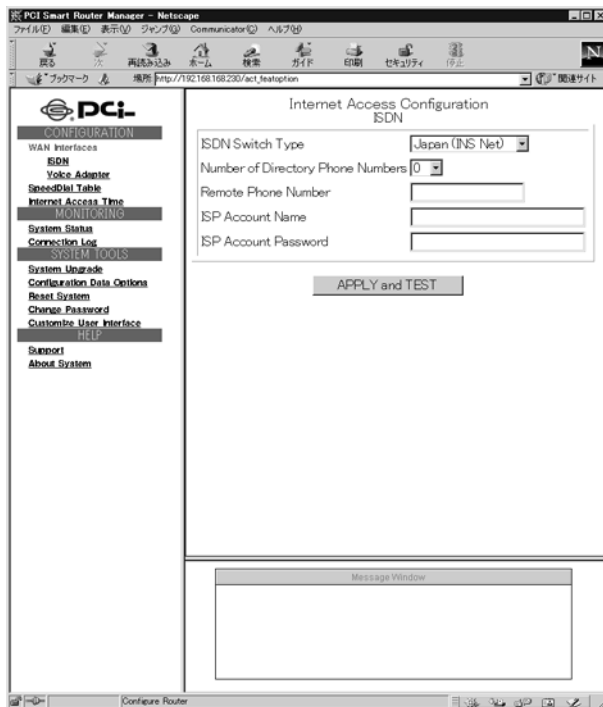 PCI Smart Router Manager - Netscape
ファイル(F) 編集(E) 表示(V) ジャンプ(G) Communicator(C) ヘルプ(H)
戻る 次 再読み込み ホーム 検索 ガイド 印刷 セキュリティ 停止
N
ブックマーク 場所 http://192.168.168.230/act_featoption 関連サイト
PCi-
CONFIGURATION
WAN Interfaces
ISDN
Voice Adapter
SpeedDial Table
Internet Access Time
MONITORING
System Status
Connection Log
SYSTEM TOOLS
System Upgrade
Configuration Data Options
Reset System
Change Password
Customize User Interface
HELP
Support
About System
Internet Access Configuration
ISDN
ISDN Switch Type Japan (INS Net)
Number of Directory Phone Numbers 0
Remote Phone Number
ISP Account Name
ISP Account Password
APPLY and TEST
Message Window
Configure Router